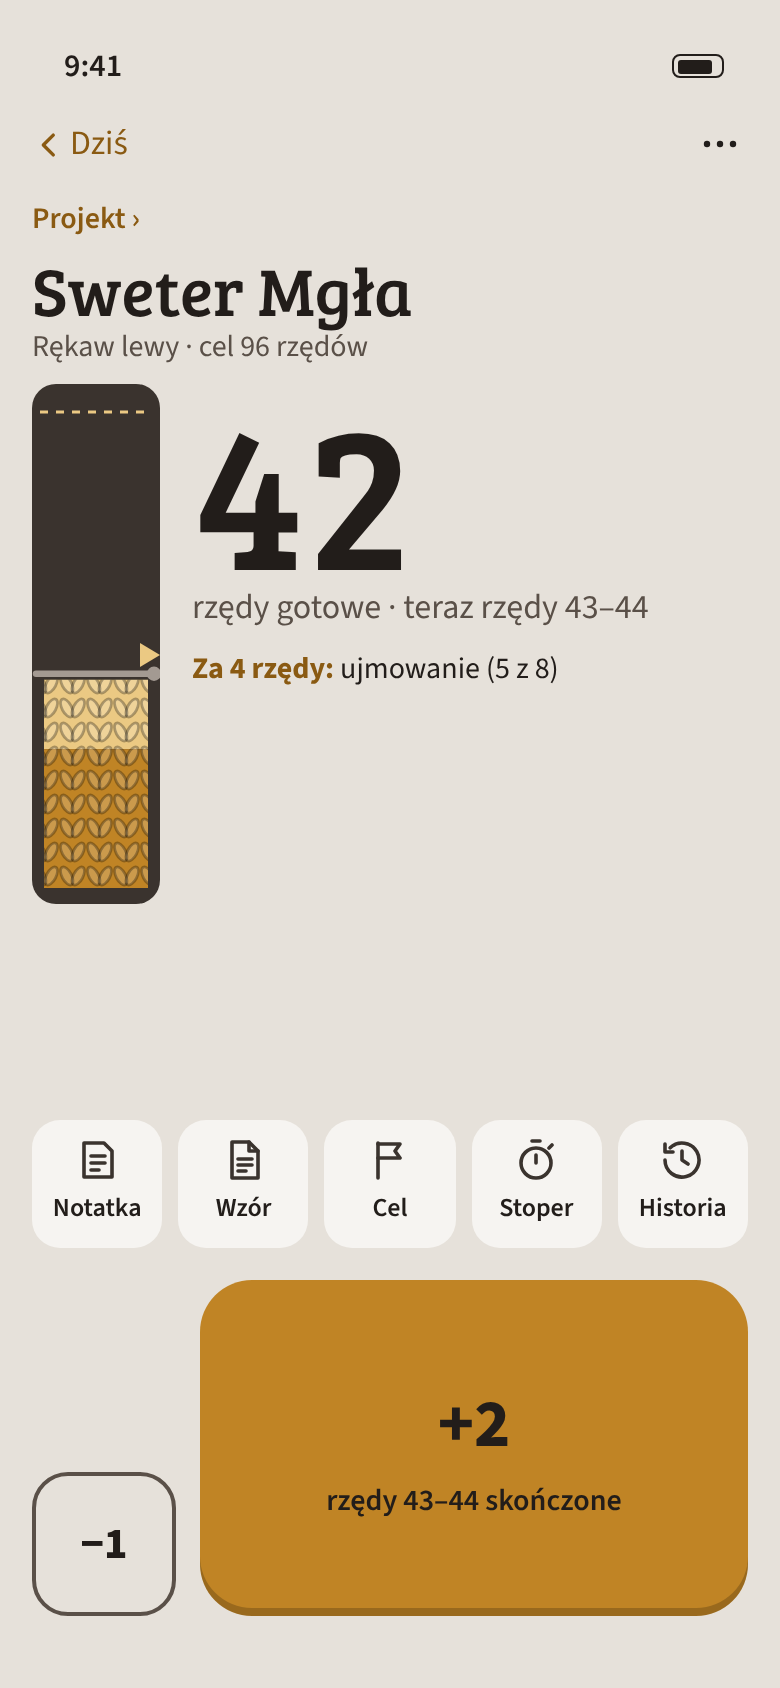 9:41
Dziś
Projekt ›
Sweter Mgła
Rękaw lewy · cel 96 rzędów
42
rzędy gotowe · teraz rzędy 43–44
Za 4 rzędy: ujmowanie (5 z 8)
Notatka
Wzór
Cel
Stoper
Historia
+2
rzędy 43–44 skończone
−1